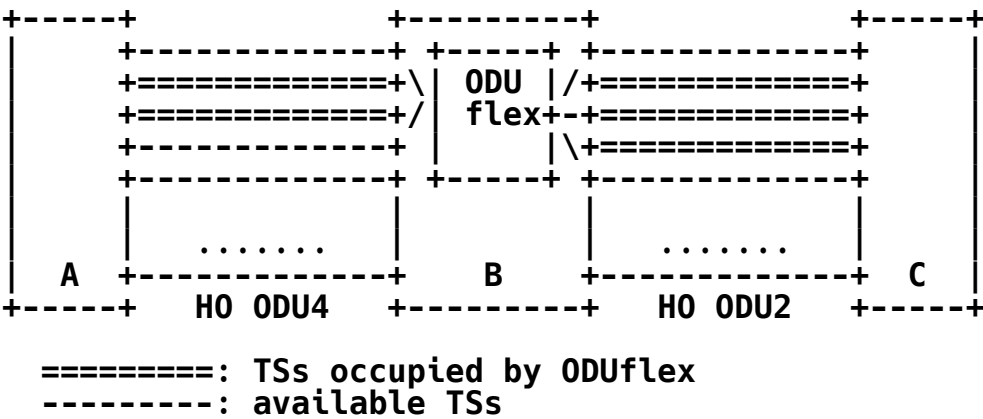 +-----+             +---------+             +-----+
|     +-------------+ +-----+ +-------------+     |
|     +=============+\| ODU |/+=============+     |
|     +=============+/| flex+-+=============+     |
|     +-------------+ |     |\+=============+     |
|     +-------------+ +-----+ +-------------+     |
|     |             |         |             |     |
|     |   .......   |         |   .......   |     |
|  A  +-------------+    B    +-------------+  C  |
+-----+   HO ODU4   +---------+   HO ODU2   +-----+
  =========: TSs occupied by ODUflex
  ---------: available TSs